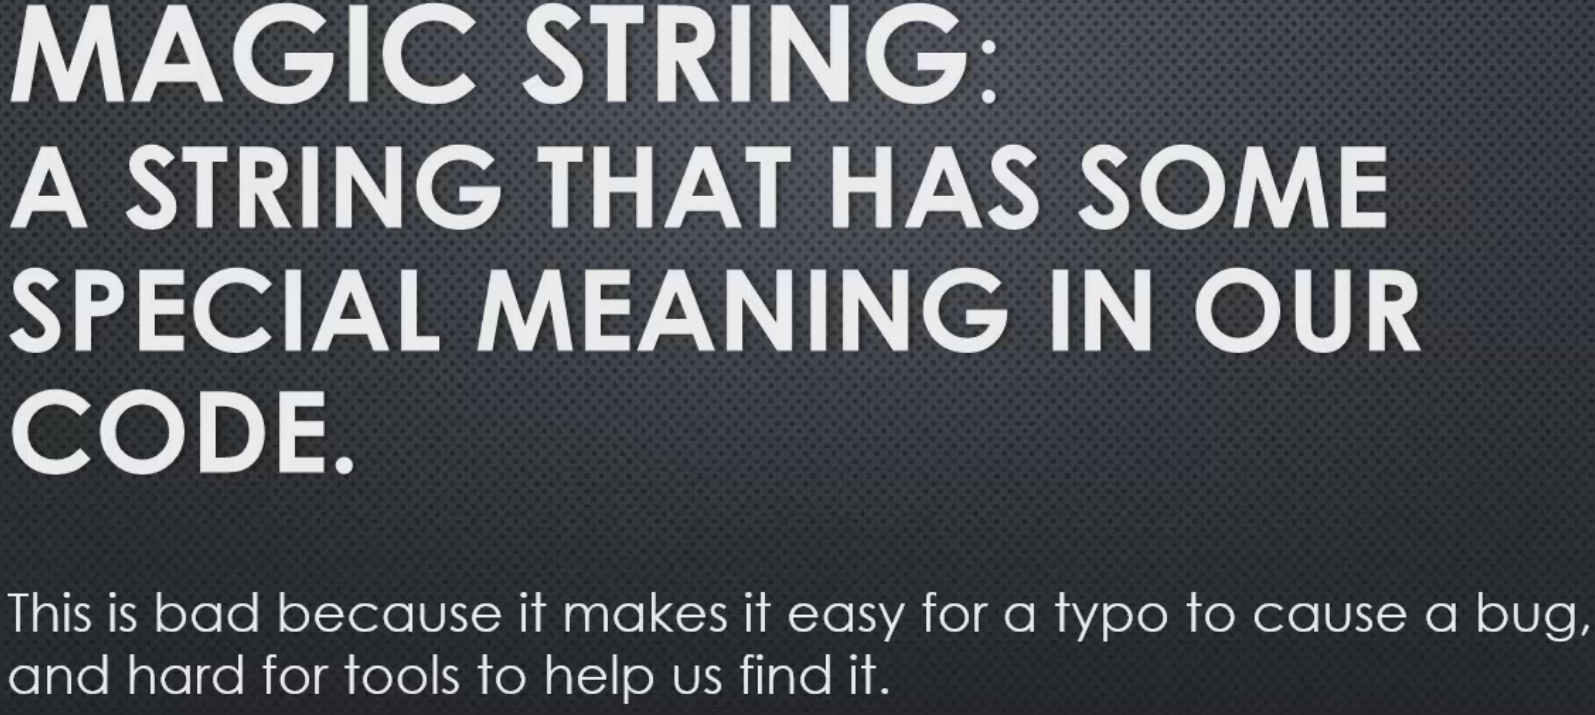 MAGIC STRING:
A STRING THAT HAS SOME
SPECIAL MEANING IN OUR
CODE.
This is bad because it makes it easy for a typo to cause a bug,
and hard for tools to help us find it.